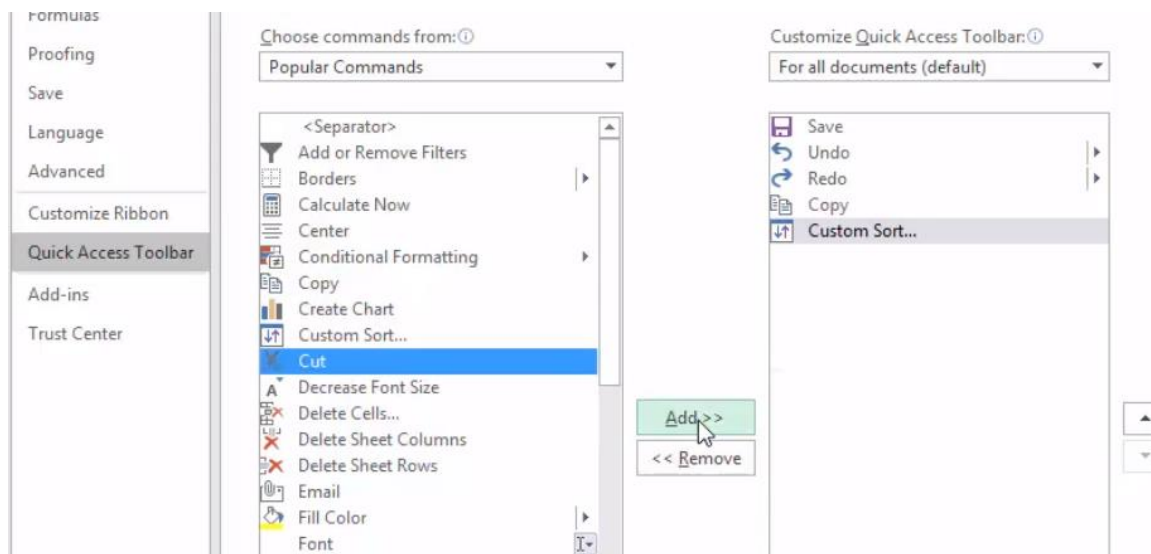 Formulas
Proofing
Save
Language
Advanced
Customize Ribbon
Quick Access Toolbar
Add-ins
Trust Center
Choose commands from:
Popular Commands
<Separator>
Add or Remove Filters
Borders
Calculate Now
Center
Conditional Formatting
Copy
Create Chart
Custom Sort...
Cut
Decrease Font Size
Delete Cells...
Delete Sheet Columns
Delete Sheet Rows
Email
Fill Color
Font
Add >>
<< Remove
Customize Quick Access Toolbar:
For all documents (default)
Save
Undo
Redo
Copy
Custom Sort...